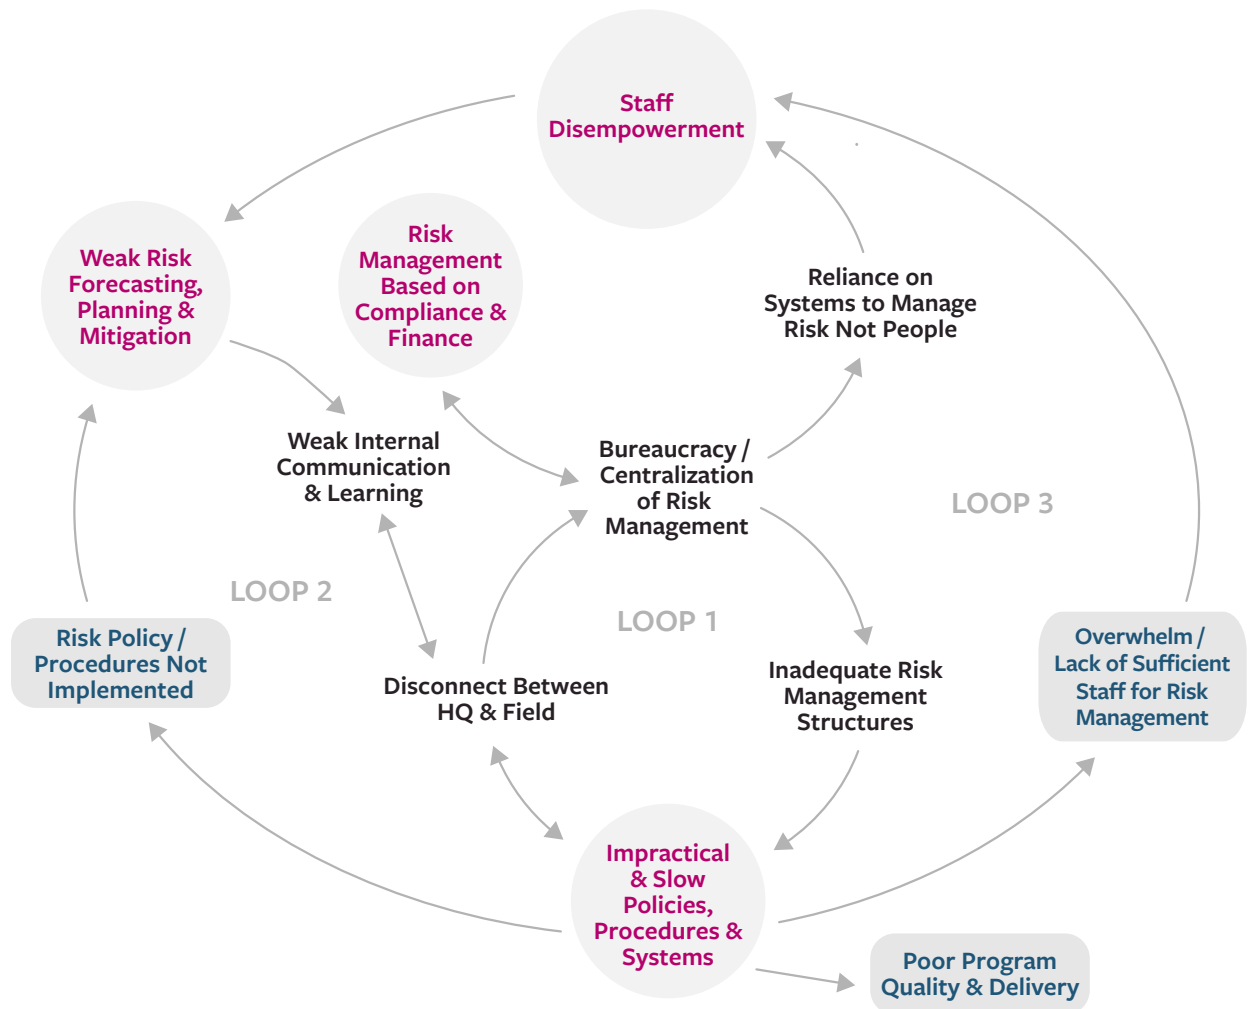 Staff
Disempowerment
Weak Risk
Forecasting,
Planning &
Mitigation
Risk
Management
Based on
Compliance &
Finance
Reliance on
Systems to Manage
Risk Not People
Weak Internal
Communication
& Learning
Bureaucracy /
Centralization
of Risk
Management
LOOP 3
LOOP 2
LOOP 1
Risk Policy /
Procedures Not
Implemented
Disconnect Between
HQ & Field
Inadequate Risk
Management
Structures
Overwhelm /
Lack of Sufficient
Staff for Risk
Management
Impractical
& Slow
Policies,
Procedures &
Systems
Poor Program
Quality & Delivery